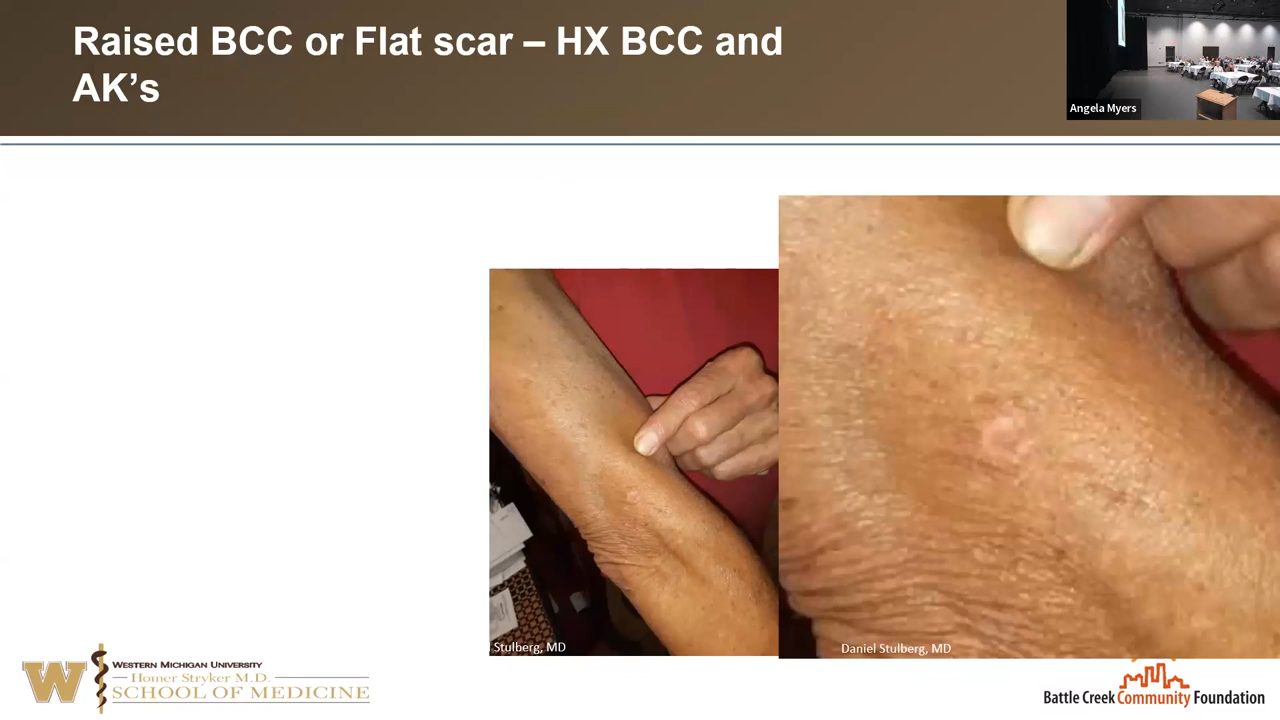 Raised BCC or Flat scar – HX BCC and
AK's
Angela Myers
Stulberg, MD
Daniel Stulberg, MD
W
WESTERN MICHIGAN UNIVERSITY
Homer Stryker M.D.
SCHOOL OF MEDICINE
Battle Creek Community Foundation